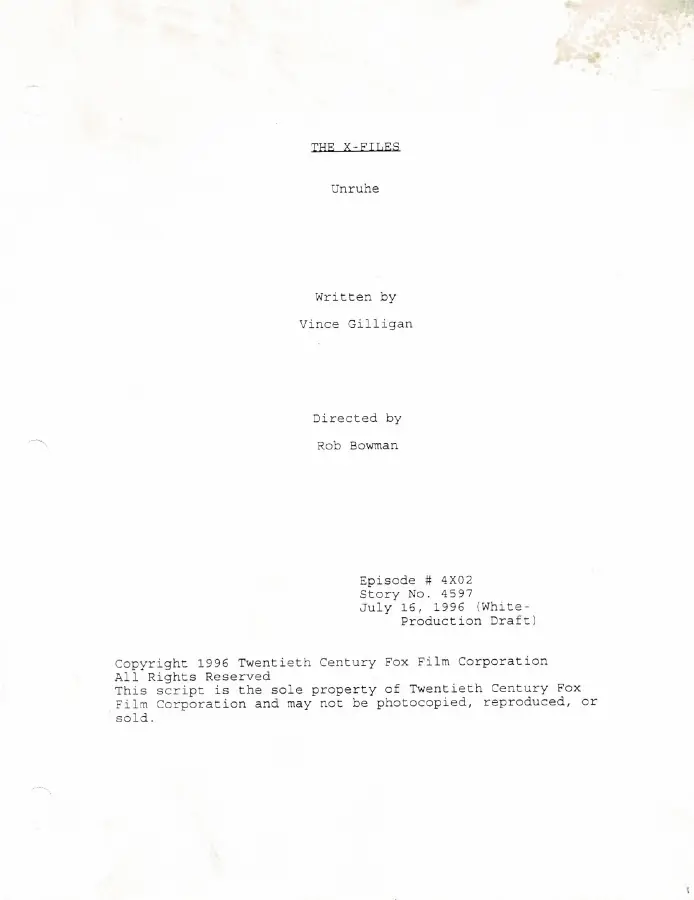 THE X-FILES
Unruhe
Written by
Vince Gilligan
Directed by
Rob Bowman
Episode # 4X02
Story No. 4597
July 16, 1996 (White-
Production Draft)
Copyright 1996 Twentieth Century Fox Film Corporation
All Rights Reserved
This script is the sole property of Twentieth Century Fox
Film Corporation and may not be photocopied, reproduced, or
sold.